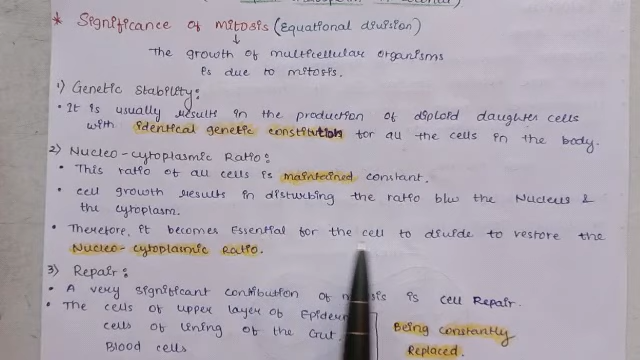 * Significance of mitosis (Equational division)
The growth of multicellular organisms
is due to mitosis.
1) Genetic Stability:
• It is usually results in the production of diploid daughter cells
with identical genetic constitution for all the cells in the body.
2) Nucleo-cytoplasmic Ratio:
• This ratio of all cells is maintained constant.
• cell growth results in disturbing the ratio b/w the Nucleus &
the cytoplasm.
• Therefore, it becomes Essential for the cell to divide to restore the
Nucleo-cytoplasmic Ratio.
3) Repair:
• A very significant contribution of is cell Repair.
• The cells of upper layer of
cells of lining of the Gut
Blood cells
Being constantly
Replaced.